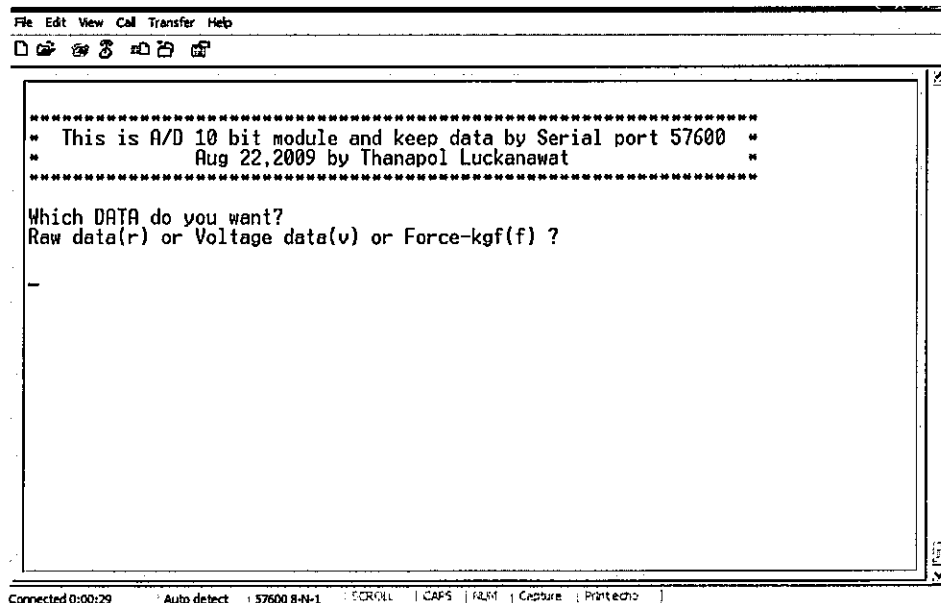 File Edit View Call Transfer Help
*****************************************************************
* This is A/D 10 bit module and keep data by Serial port 57600 *
* Aug 22,2009 by Thanapol Luckanawat *
*****************************************************************
Which DATA do you want?
Raw data(r) or Voltage data(v) or Force-kgf(f) ?
_
Connected 0:00:29 Auto detect 57600 8-N-1 SCROLL CAPS NUM Capture Print echo